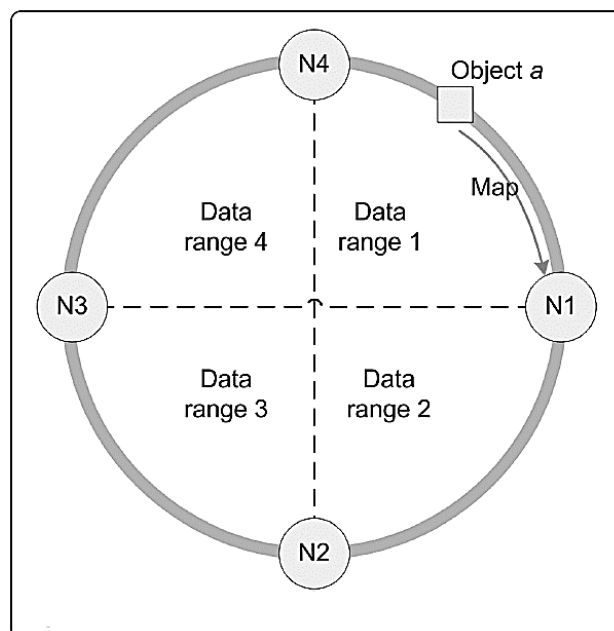 N4
Object a
Map
Data
range 4
Data
range 1
N3
N1
Data
range 3
Data
range 2
N2